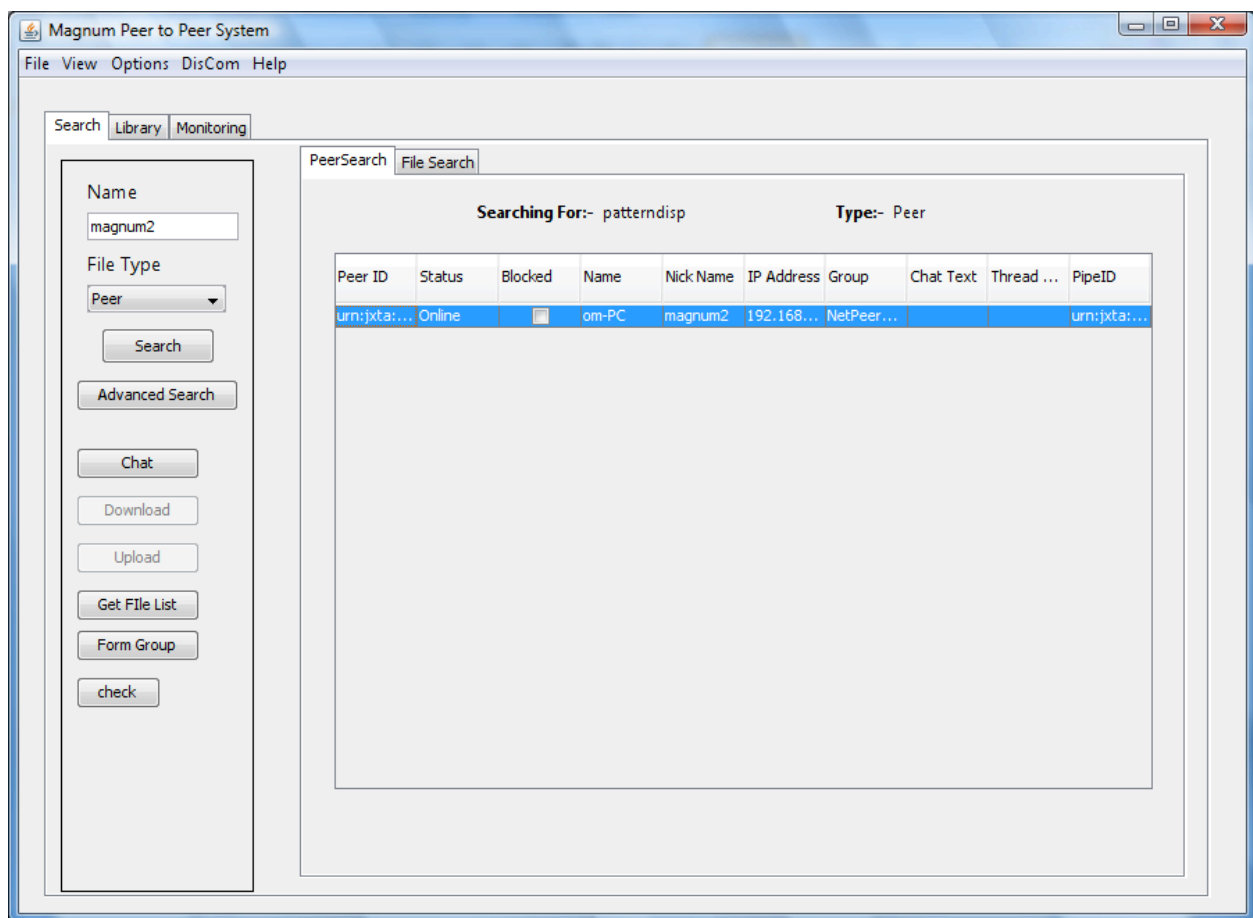 Magnum Peer to Peer System
File View Options DisCom Help
Search Library Monitoring
PeerSearch File Search
Name
magnum2
File Type
Peer
Search
Advanced Search
Chat
Download
Upload
Get FIle List
Form Group
check
Searching For:- patterndisp Type:- Peer
Peer ID Status Blocked Name Nick Name IP Address Group Chat Text Thread ... PipeID
urn:jxta:... Online om-PC magnum2 192.168... NetPeer... urn:jxta:...